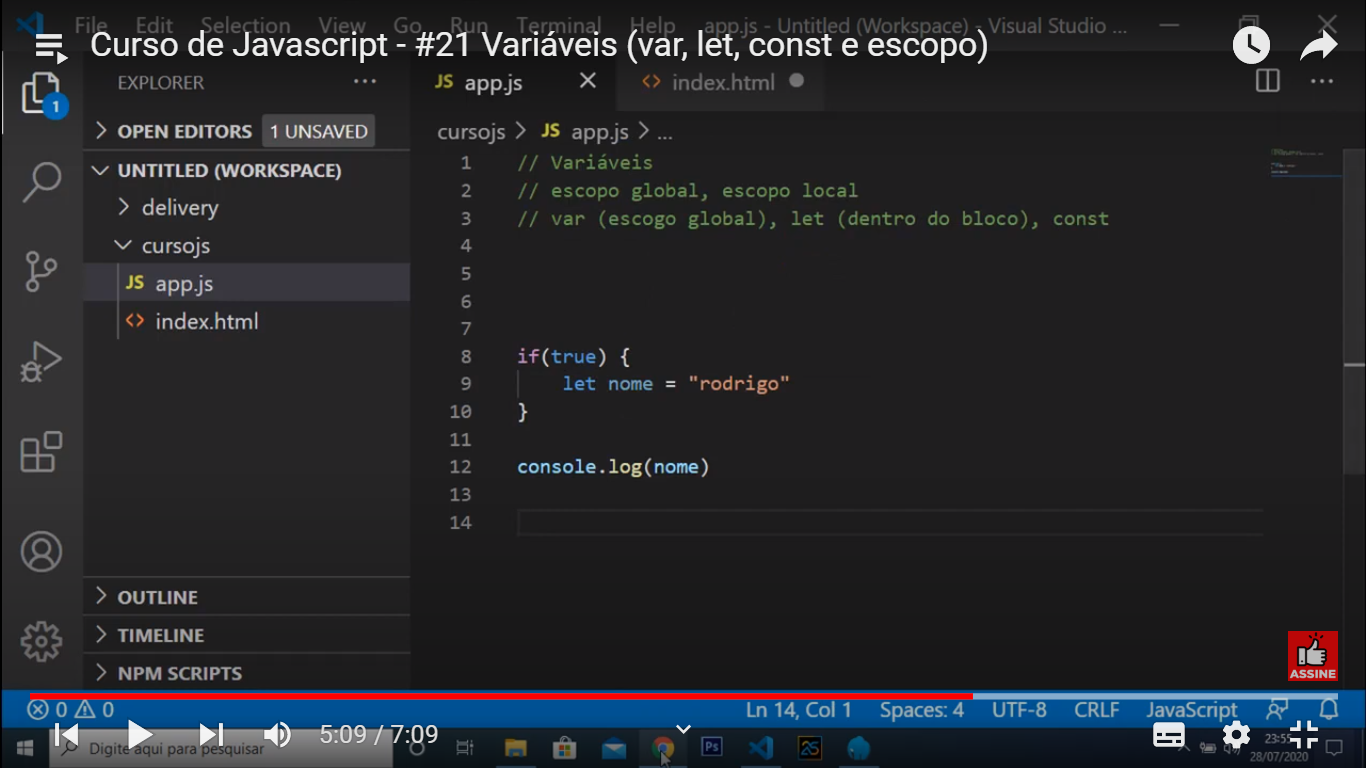 File Edit Selection View Go Run Terminal Help app.js - Untitled (Workspace) - Visual Studio ...
Curso de Javascript - #21 Variáveis (var, let, const e escopo)
EXPLORER
JS app.js
<> index.html
1
OPEN EDITORS 1 UNSAVED
cursojs > JS app.js > ...
UNTITLED (WORKSPACE)
delivery
cursojs
JS app.js
<> index.html
1 // Variáveis
2 // escopo global, escopo local
3 // var (escogo global), let (dentro do bloco), const
4
5
6
7
8 if(true) {
9 let nome = "rodrigo"
10 }
11
12 console.log(nome)
13
14
OUTLINE
TIMELINE
NPM SCRIPTS
ASSINE
0 0 Ln 14, Col 1 Spaces: 4 UTF-8 CRLF JavaScript
5:09 / 7:09
Digite aqui para pesquisar
Ps
28/07/2020